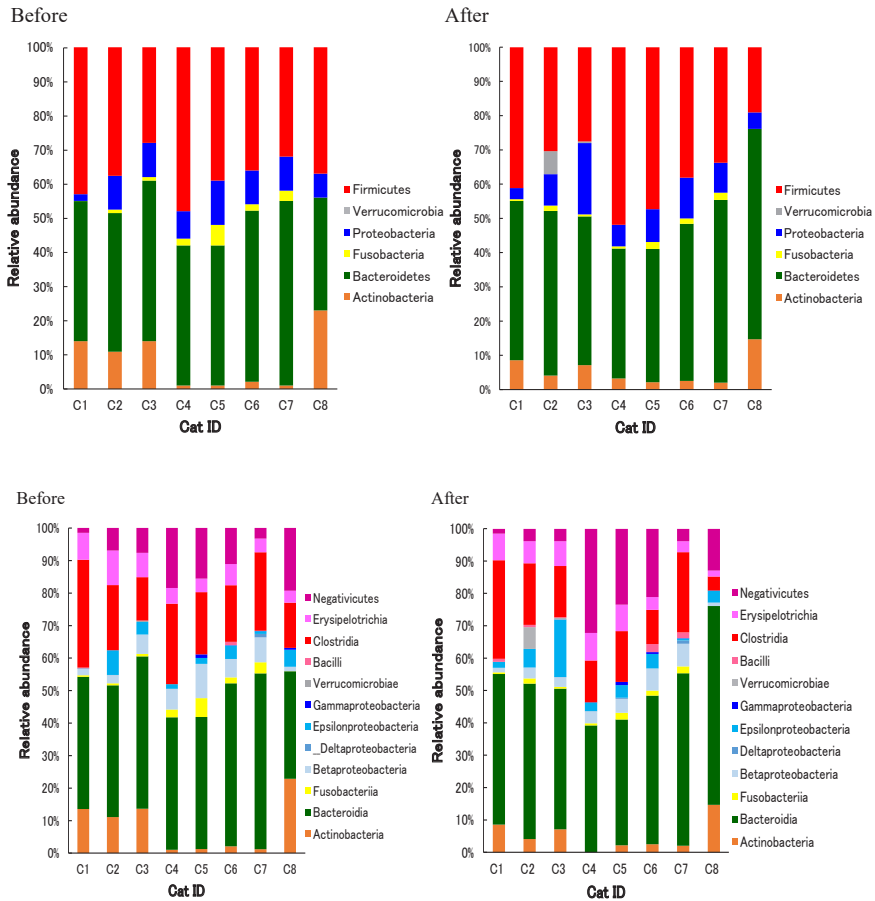 Before
100%
90%
80%
70%
60%
50%
40%
30%
20%
10%
0%
Relative abundance
C1 C2 C3 C4 C5 C6 C7 C8
Cat ID
Firmicutes
Verrucomicrobia
Proteobacteria
Fusobacteria
Bacteroidetes
Actinobacteria
After
100%
90%
80%
70%
60%
50%
40%
30%
20%
10%
0%
Relative abundance
C1 C2 C3 C4 C5 C6 C7 C8
Cat ID
Firmicutes
Verrucomicrobia
Proteobacteria
Fusobacteria
Bacteroidetes
Actinobacteria
Before
100%
90%
80%
70%
60%
50%
40%
30%
20%
10%
0%
Relative abundance
C1 C2 C3 C4 C5 C6 C7 C8
Cat ID
Negativicutes
Erysipelotrichia
Clostridia
Bacilli
Verrucomicrobiae
Gammaproteobacteria
Epsilonproteobacteria
_Deltaproteobacteria
Betaproteobacteria
Fusobacteriia
Bacteroidia
Actinobacteria
After
100%
90%
80%
70%
60%
50%
40%
30%
20%
10%
0%
Relative abundance
C1 C2 C3 C4 C5 C6 C7 C8
Cat ID
Negativicutes
Erysipelotrichia
Clostridia
Bacilli
Verrucomicrobiae
Gammaproteobacteria
Epsilonproteobacteria
Deltaproteobacteria
Betaproteobacteria
Fusobacteriia
Bacteroidia
Actinobacteria